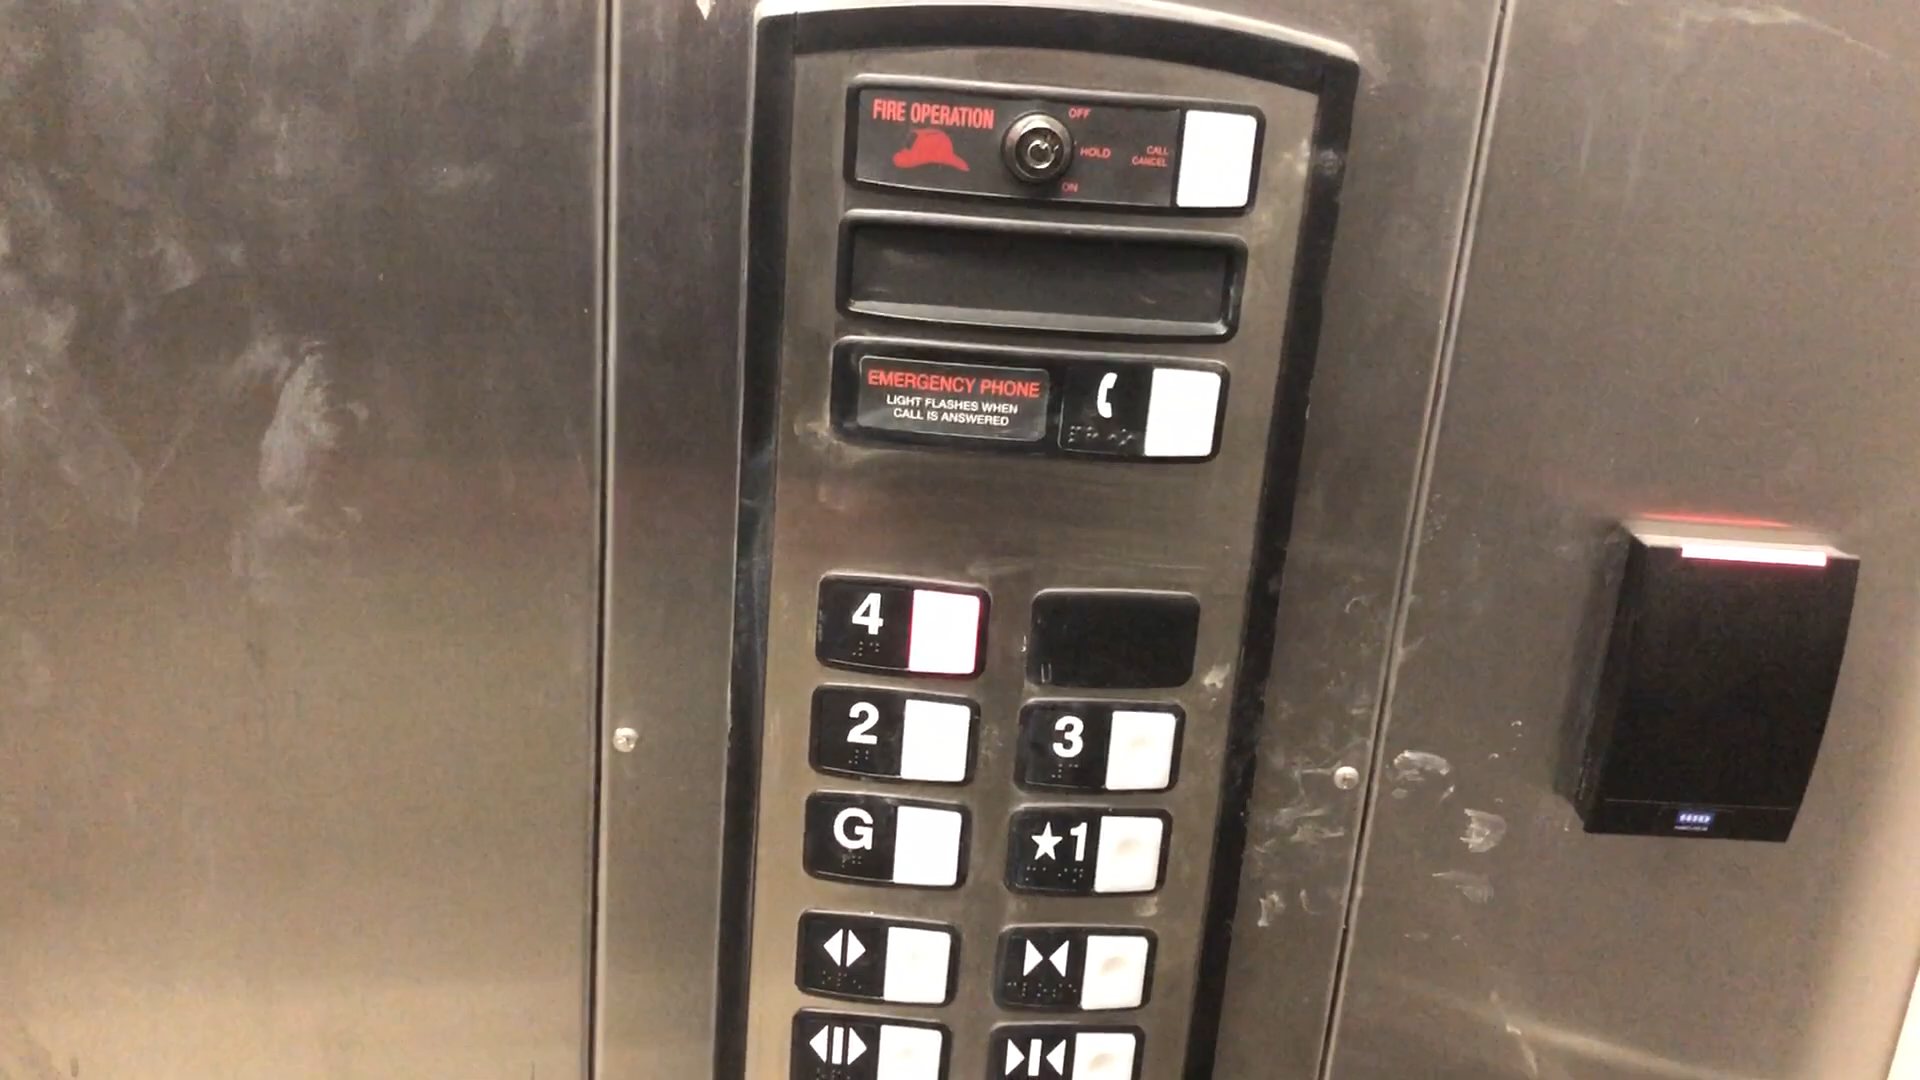 FIRE OPERATION
OFF
HOLD
ON
CALL
CANCEL
EMERGENCY PHONE
LIGHT FLASHES WHEN
CALL IS ANSWERED
4
2
3
G
★1
HID